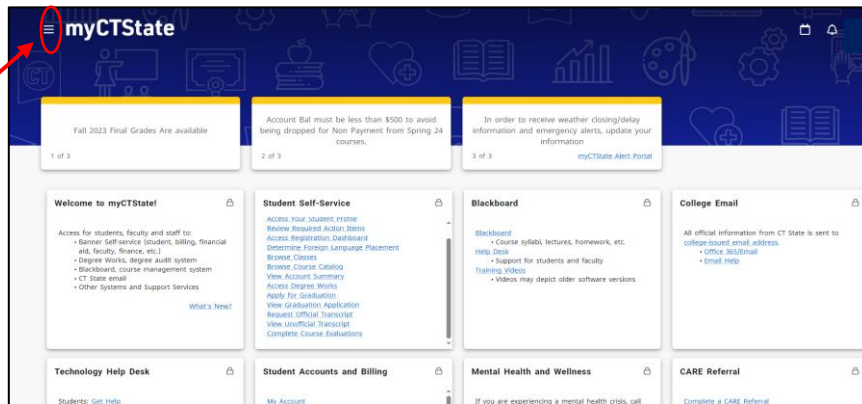 myCTState
CT
Fall 2023 Final Grades Are available
1 of 3
Account Bal must be less than $500 to avoid
being dropped for Non Payment from Spring 24
courses.
2 of 3
In order to receive weather closing/delay
information and emergency alerts, update your
information
3 of 3
myCTState Alert Portal
Welcome to myCTState!
Access for students, faculty and staff to:
• Banner Self-service (student, billing, financial
aid, faculty, finance, etc.)
• Degree Works, degree audit system
• Blackboard, course management system
• CT State email
• Other Systems and Support Services
What's New?
Student Self-Service
Access Your Student Profile
Review Required Action Items
Access Registration Dashboard
Determine Foreign Language Placement
Browse Classes
Browse Course Catalog
View Account Summary
Access Degree Works
Apply for Graduation
View Graduation Application
Request Official Transcript
View Unofficial Transcript
Complete Course Evaluations
Blackboard
Blackboard
• Course syllabi, lectures, homework, etc.
Help Desk
• Support for students and faculty
Training Videos
• Videos may depict older software versions
College Email
All official information from CT State is sent to
college-issued email address.
• Office 365/Email
• Email Help
Technology Help Desk
Students: Get Help
Student Accounts and Billing
My Account
Mental Health and Wellness
If you are experiencing a mental health crisis, call
CARE Referral
Complete a CARE Referral